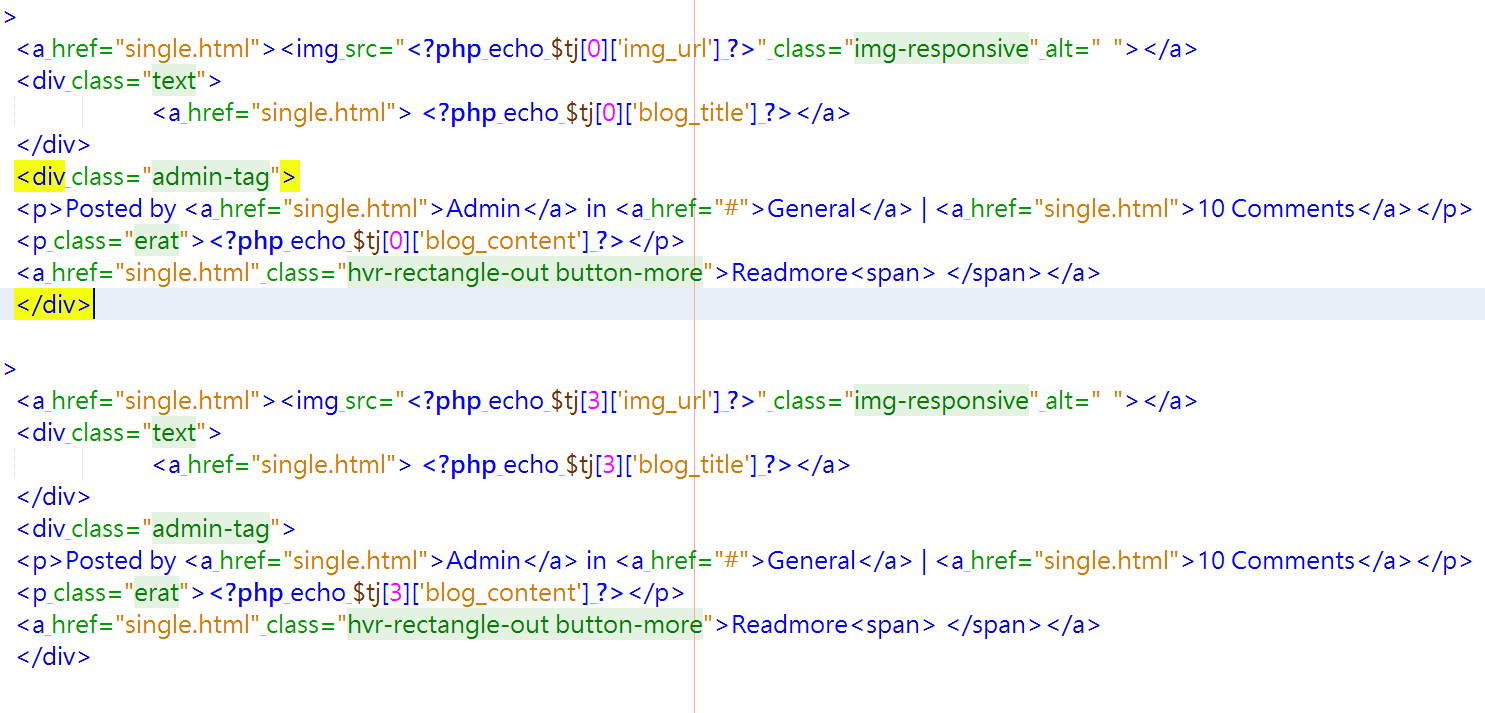 >
<a href="single.html"><img src="<?php echo $tj[0]['img_url'] ?>" class="img-responsive" alt="  "></a>
<div class="text">
<a href="single.html"> <?php echo $tj[0]['blog_title'] ?></a>
</div>
<div class="admin-tag">
<p>Posted by <a href="single.html">Admin</a> in <a href="#">General</a> | <a href="single.html">10 Comments</a></p>
<p class="erat"><?php echo $tj[0]['blog_content'] ?></p>
<a href="single.html" class="hvr-rectangle-out button-more">Readmore<span> </span></a>
</div>
>
<a href="single.html"><img src="<?php echo $tj[3]['img_url'] ?>" class="img-responsive" alt="  "></a>
<div class="text">
<a href="single.html"> <?php echo $tj[3]['blog_title'] ?></a>
</div>
<div class="admin-tag">
<p>Posted by <a href="single.html">Admin</a> in <a href="#">General</a> | <a href="single.html">10 Comments</a></p>
<p class="erat"><?php echo $tj[3]['blog_content'] ?></p>
<a href="single.html" class="hvr-rectangle-out button-more">Readmore<span> </span></a>
</div>